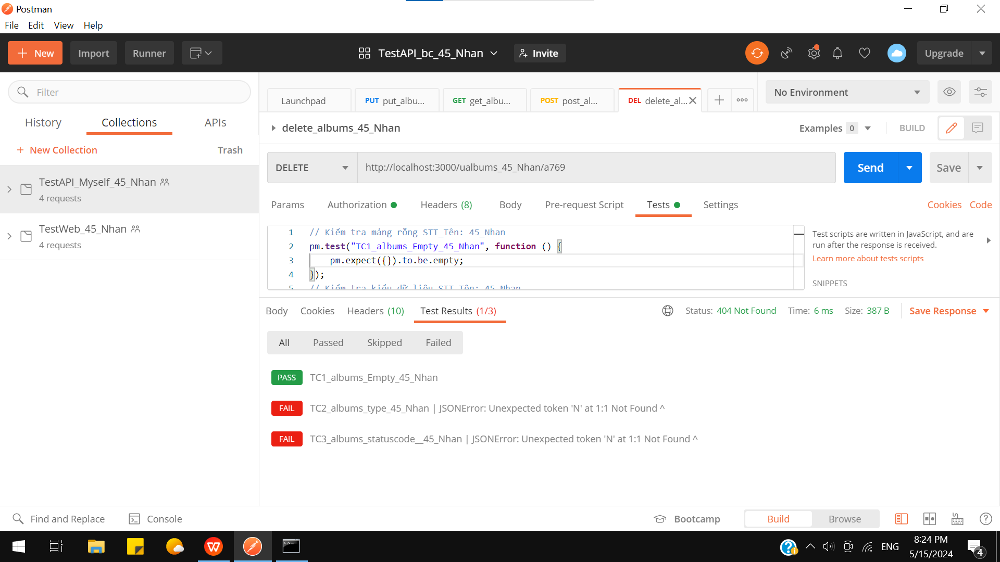 Postman
File Edit View Help
New Import Runner TestAPI_bc_45_Nhan Invite Upgrade
Filter
History Collections APIs
New Collection Trash
TestAPI_Myself_45_Nhan
4 requests
TestWeb_45_Nhan
4 requests
Launchpad PUT put_albu... GET get_albu... POST post_al... DEL delete_al... No Environment
delete_albums_45_Nhan Examples 0 BUILD
DELETE http://localhost:3000/ualbums_45_Nhan/a769 Send Save
Params Authorization Headers (8) Body Pre-request Script Tests Settings Cookies Code
1 // Kiểm tra mảng rỗng STT_Tên: 45_Nhan
2 pm.test("TC1_albums_Empty_45_Nhan", function () {
3 pm.expect({}).to.be.empty;
4 });
5 // Kiểm tra kiểu dữ liệu STT_Tên: 45_Nhan
Test scripts are written in JavaScript, and are
run after the response is received.
Learn more about tests scripts
SNIPPETS
Body Cookies Headers (10) Test Results (1/3) Status: 404 Not Found Time: 6 ms Size: 387 B Save Response
All Passed Skipped Failed
PASS TC1_albums_Empty_45_Nhan
FAIL TC2_albums_type_45_Nhan | JSONError: Unexpected token 'N' at 1:1 Not Found ^
FAIL TC3_albums_statuscode__45_Nhan | JSONError: Unexpected token 'N' at 1:1 Not Found ^
Find and Replace Console Bootcamp Build Browse
ENG
8:24 PM
5/15/2024
4